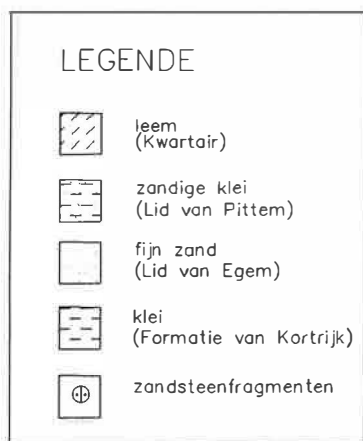 LEGENDE
leem
(Kwartair)
zandige klei
(Lid van Pittem)
fijn zand
(Lid van Egem)
klei
(Formatie van Kortrijk)
zandsteenfragmenten